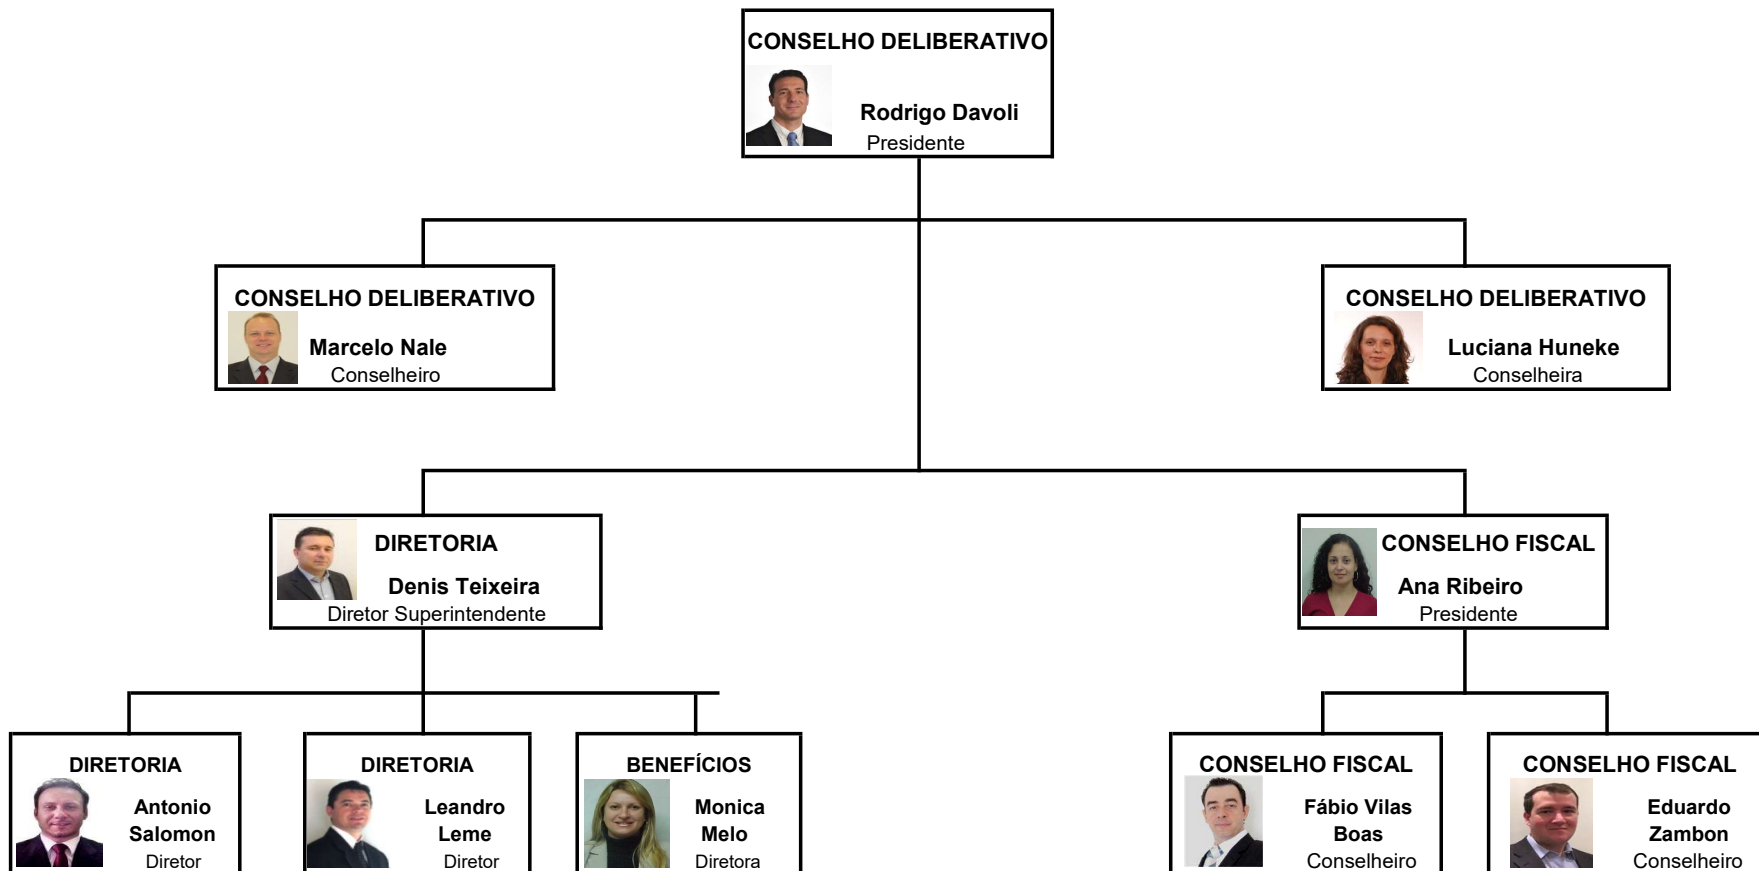 CONSELHO DELIBERATIVO
Rodrigo Davoli
Presidente
CONSELHO DELIBERATIVO
Marcelo Nale
Conselheiro
CONSELHO DELIBERATIVO
Luciana Huneke
Conselheira
DIRETORIA
Denis Teixeira
Diretor Superintendente
CONSELHO FISCAL
Ana Ribeiro
Presidente
DIRETORIA
Antonio
Salomon
Diretor
DIRETORIA
Leandro
Leme
Diretor
BENEFÍCIOS
Monica
Melo
Diretora
CONSELHO FISCAL
Fábio Vilas
Boas
Conselheiro
CONSELHO FISCAL
Eduardo
Zambon
Conselheiro